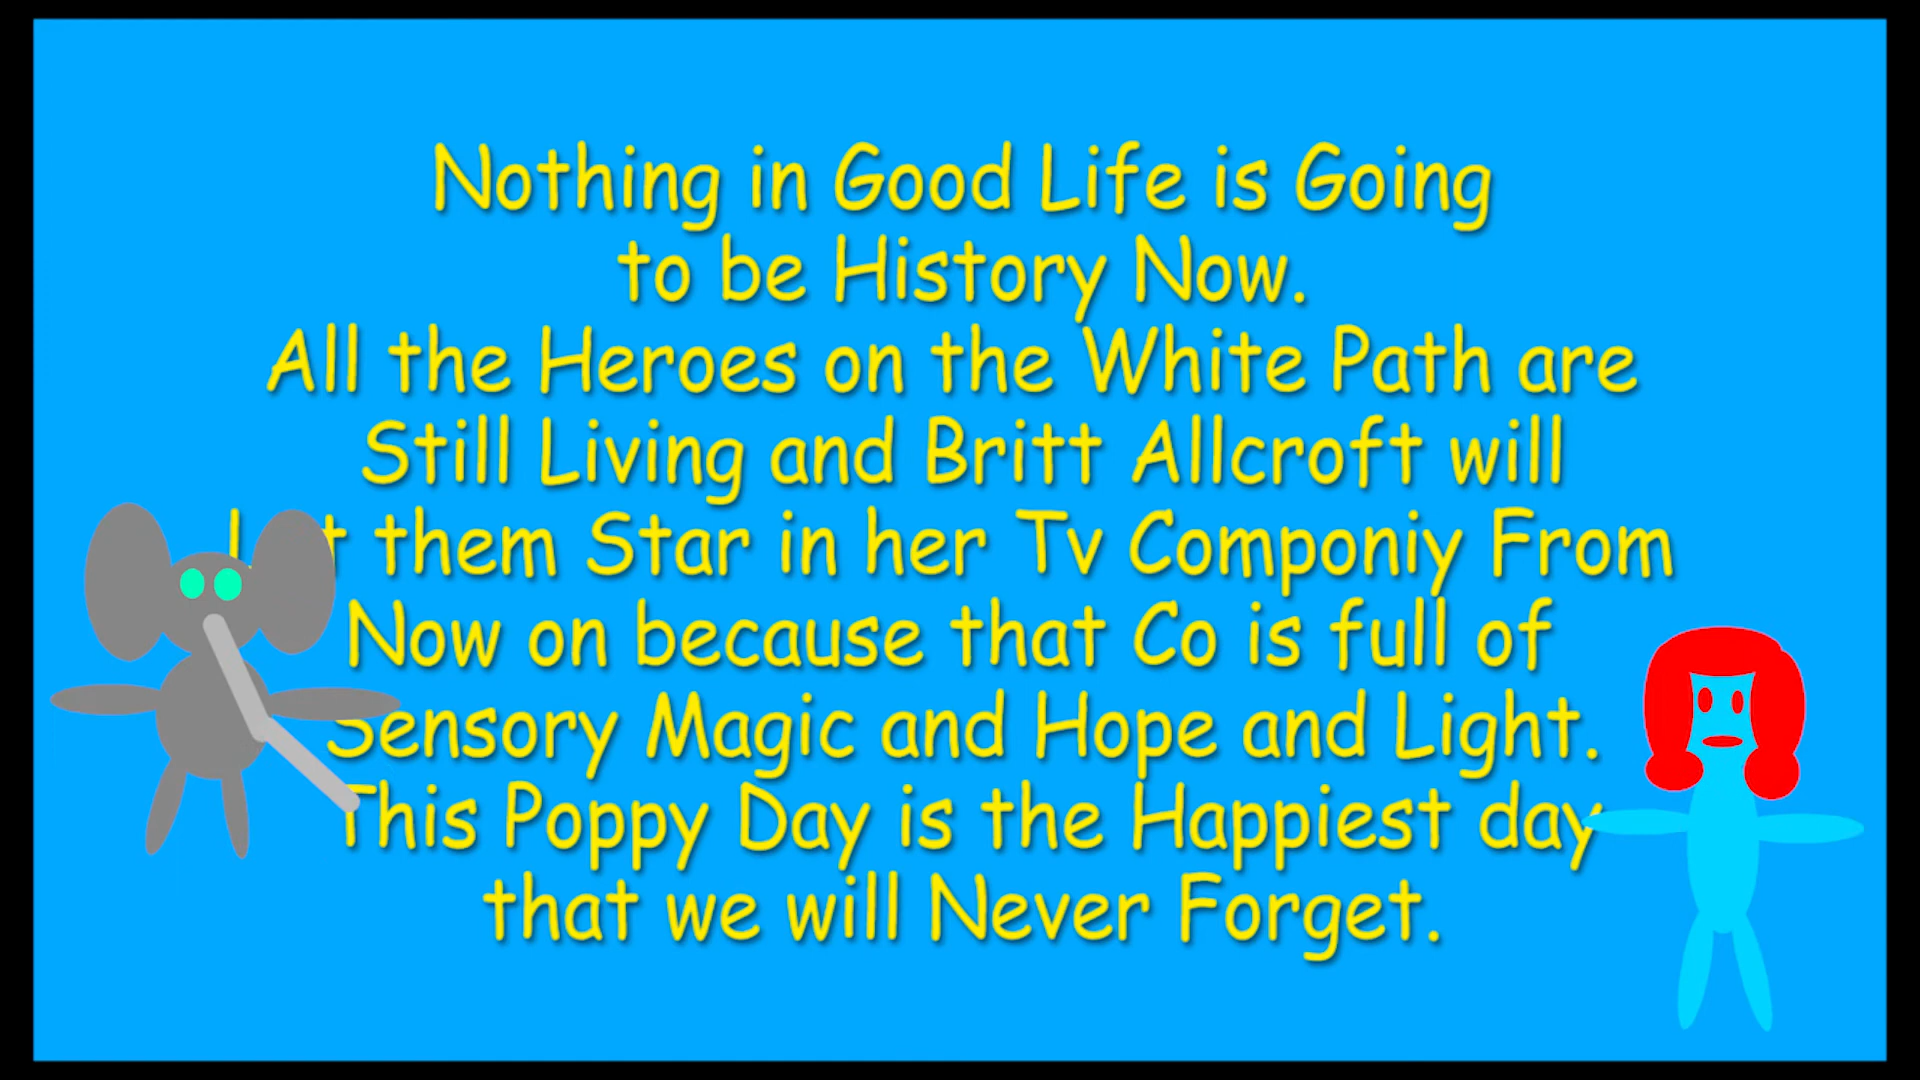 Nothing in Good Life is Going
to be History Now.
All the Heroes on the White Path are
Still Living and Britt Allcroft will
them Star in her Tv Componiy From
Now on because that Co is full of
Sensory Magic and Hope and Light.
This Poppy Day is the Happiest day
that we will Never Forget.